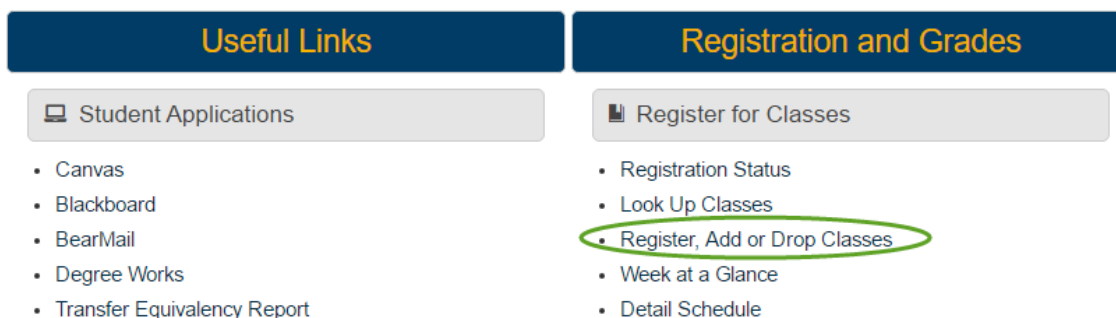 Useful Links
Student Applications
Canvas
Blackboard
BearMail
Degree Works
Transfer Equivalency Report
Registration and Grades
Register for Classes
Registration Status
Look Up Classes
Register, Add or Drop Classes
Week at a Glance
Detail Schedule